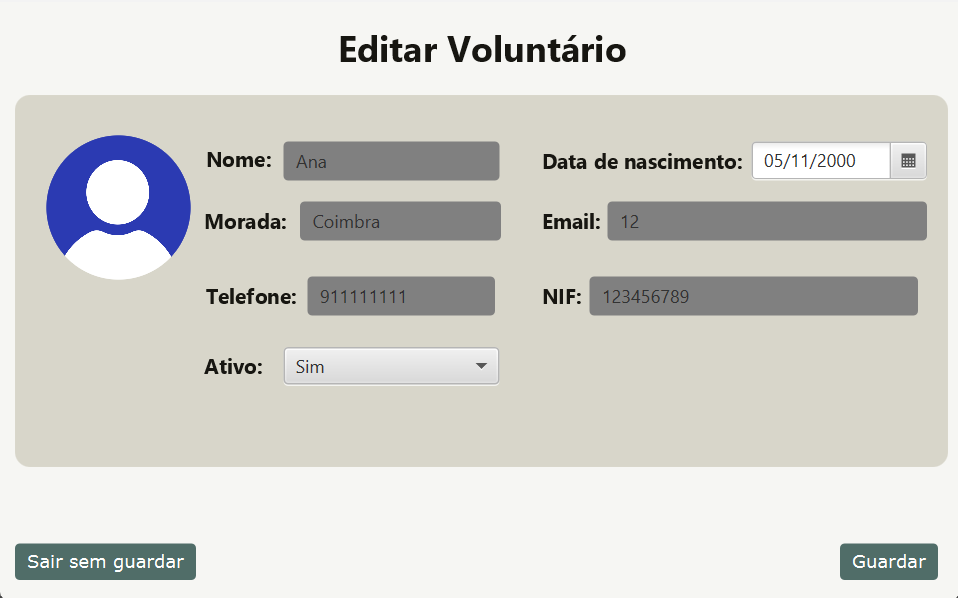 Editar Voluntário
Nome: Ana
Data de nascimento: 05/11/2000
Morada: Coimbra
Email: 12
Telefone: 911111111
NIF: 123456789
Ativo: Sim
Sair sem guardar
Guardar